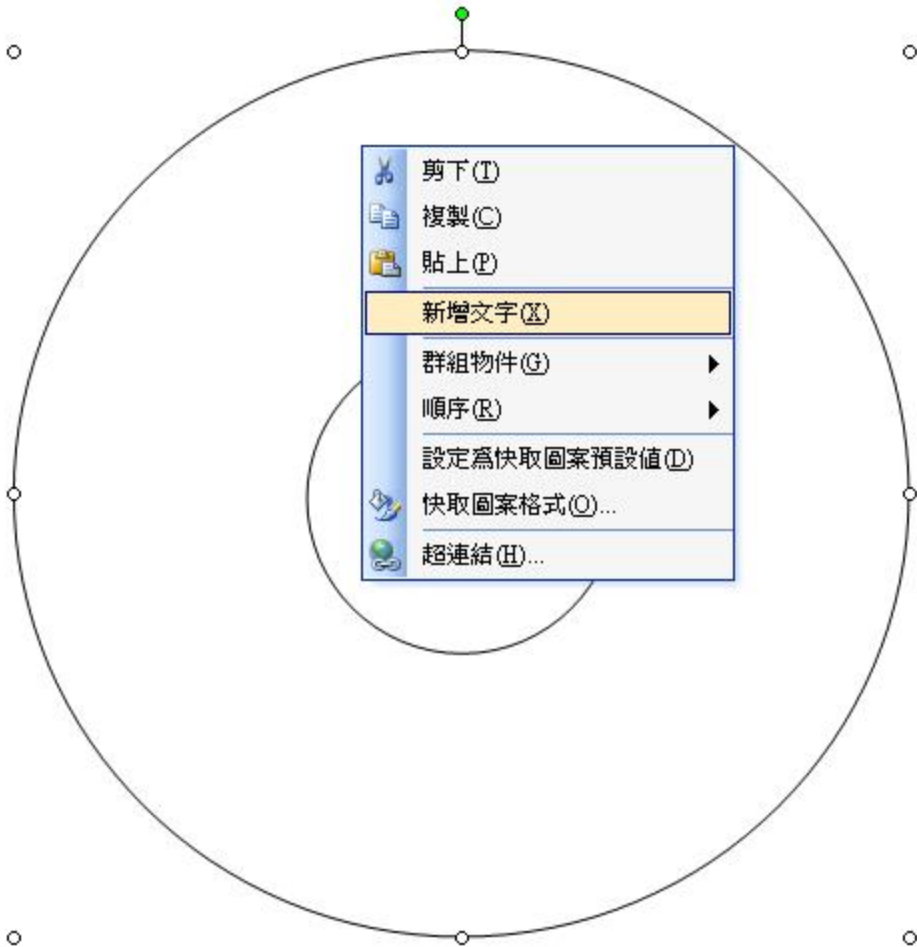 剪下(T)
複製(C)
貼上(P)
新增文字(X)
群組物件(G)
順序(R)
設定為快取圖案預設值(D)
快取圖案格式(O)...
超連結(H)...